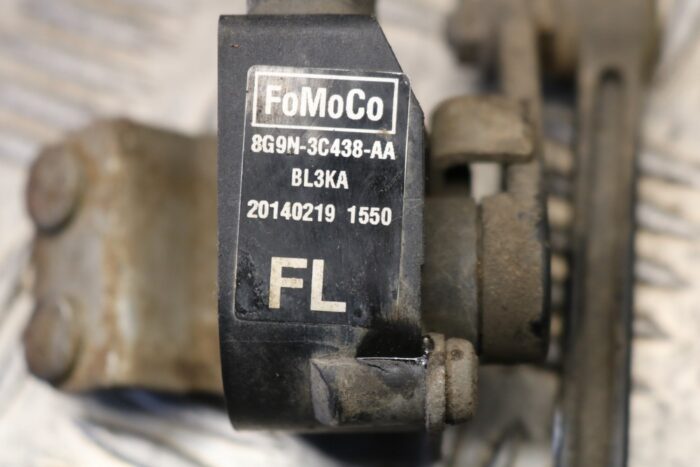 FoMoCo
8G9N-3C438-AA
BL3KA
20140219 1550
FL